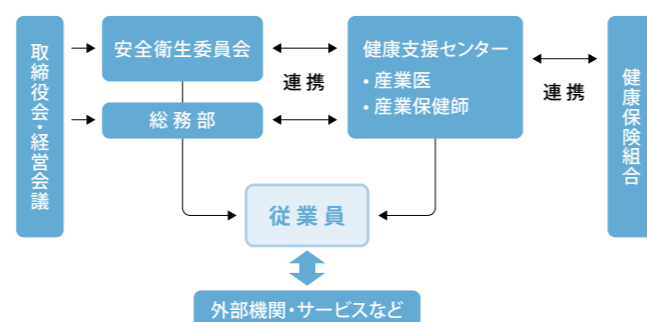 取締役会・経営会議
安全衛生委員会
総務部
連携
健康支援センター
・産業医
・産業保健師
連携
健康保険組合
従業員
外部機関・サービスなど